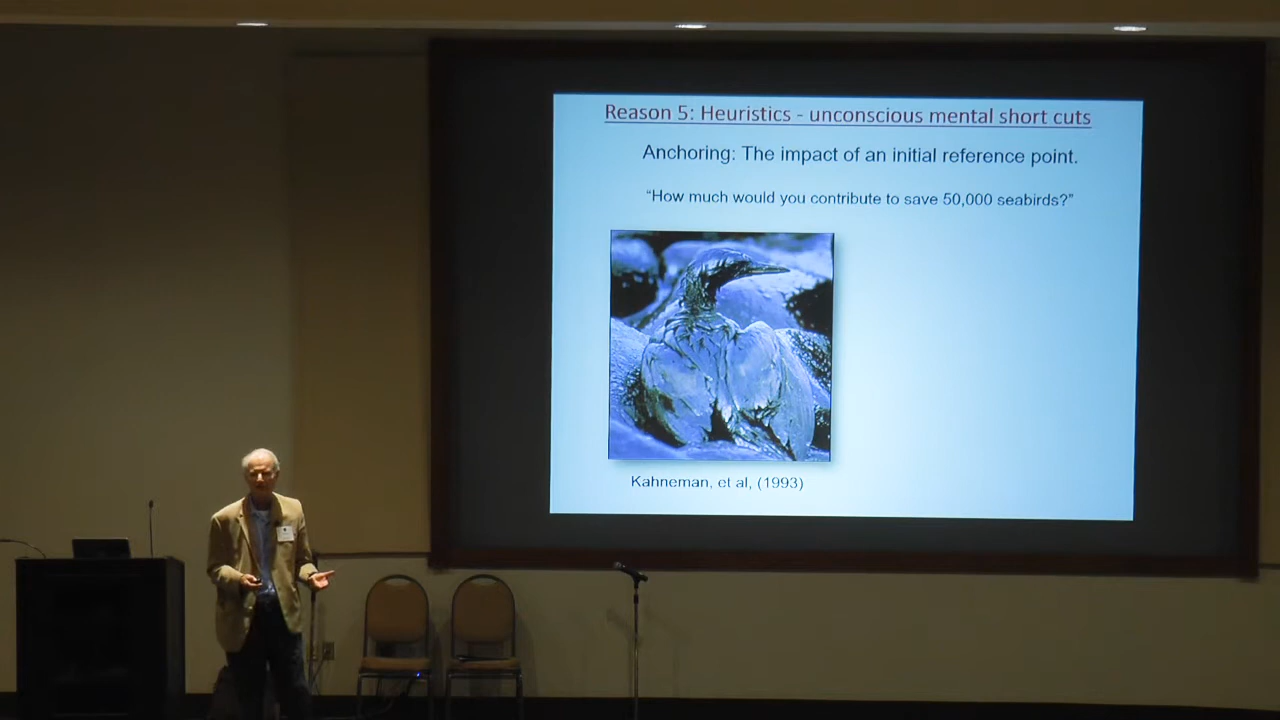 Reason 5: Heuristics - unconscious mental short cuts
Anchoring: The impact of an initial reference point.
“How much would you contribute to save 50,000 seabirds?”
Kahneman, et al, (1993)